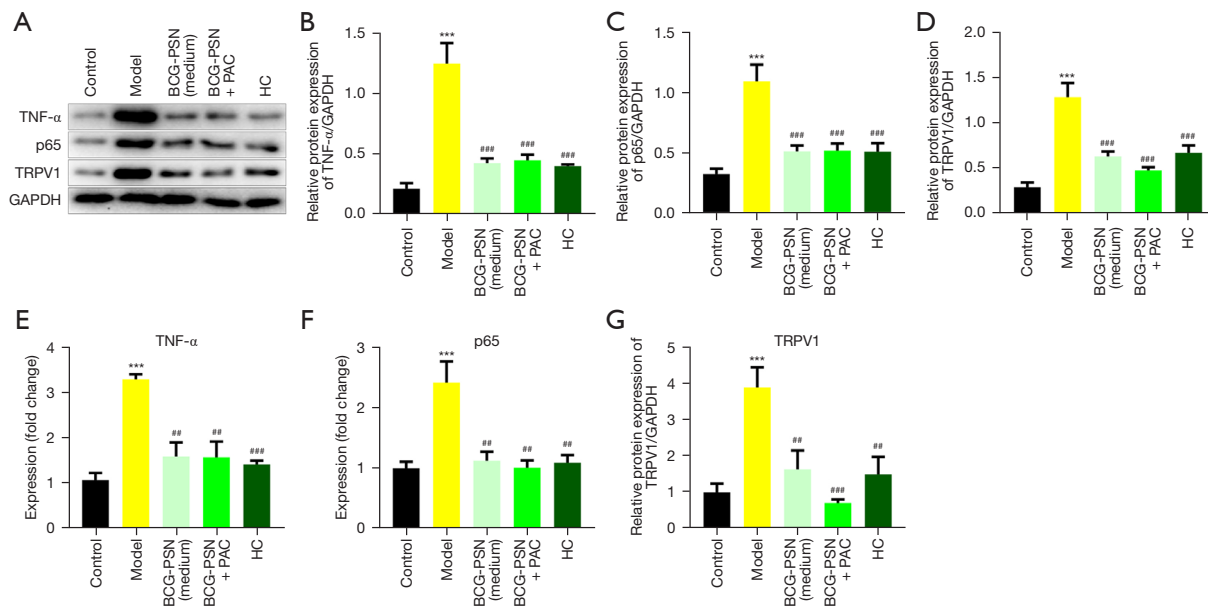 A
Control
Model
BCG-PSN
(medium)
BCG-PSN
+ PAC
HC
TNF-α
p65
TRPV1
GAPDH
B
Relative protein expression
of TNF-α/GAPDH
1.5
1.0
0.5
0.0
***
###
###
###
Control
Model
BCG-PSN
(medium)
BCG-PSN
+ PAC
HC
C
Relative protein expression
of p65/GAPDH
1.5
1.0
0.5
0.0
***
###
###
###
Control
Model
BCG-PSN
(medium)
BCG-PSN
+ PAC
HC
D
Relative protein expression
of TRPV1/GAPDH
2.0
1.5
1.0
0.5
0.0
***
###
###
###
Control
Model
BCG-PSN
(medium)
BCG-PSN
+ PAC
HC
E
TNF-α
Expression (fold change)
4
3
2
1
0
***
##
##
###
Control
Model
BCG-PSN
(medium)
BCG-PSN
+ PAC
HC
F
p65
Expression (fold change)
3
2
1
0
***
##
##
##
Control
Model
BCG-PSN
(medium)
BCG-PSN
+ PAC
HC
G
TRPV1
Relative protein expression of
TRPV1/GAPDH
5
4
3
2
1
0
***
##
###
##
Control
Model
BCG-PSN
(medium)
BCG-PSN
+ PAC
HC